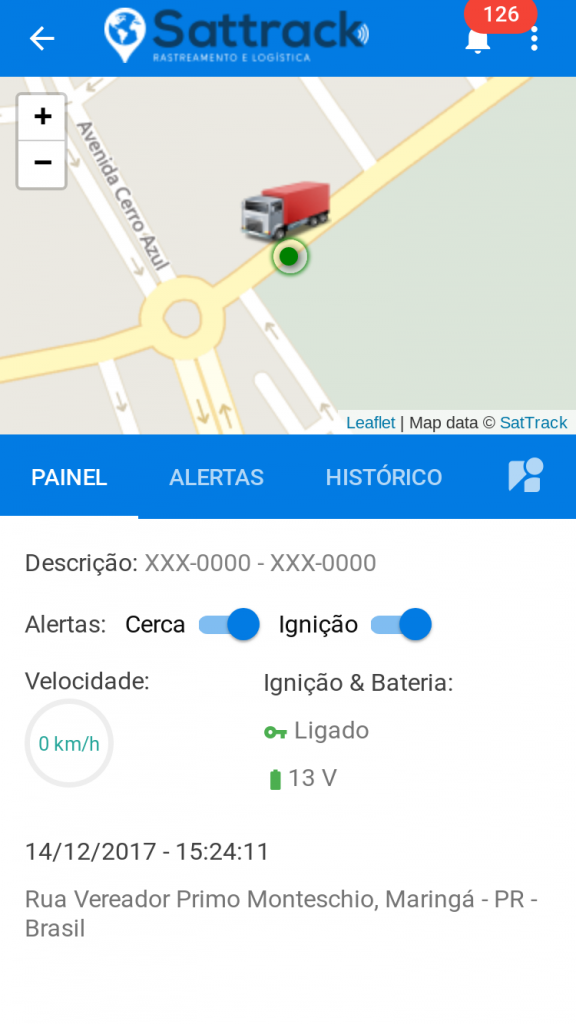 126
Sattrack
RASTREAMENTO E LOGÍSTICA
+
−
Avenida Cerro Azul
Leaflet | Map data © SatTrack
PAINEL ALERTAS HISTÓRICO
Descrição: XXX-0000 - XXX-0000
Alertas: Cerca Ignição
Velocidade: Ignição & Bateria:
Ligado
0 km/h
13 V
14/12/2017 - 15:24:11
Rua Vereador Primo Monteschio, Maringá - PR -
Brasil